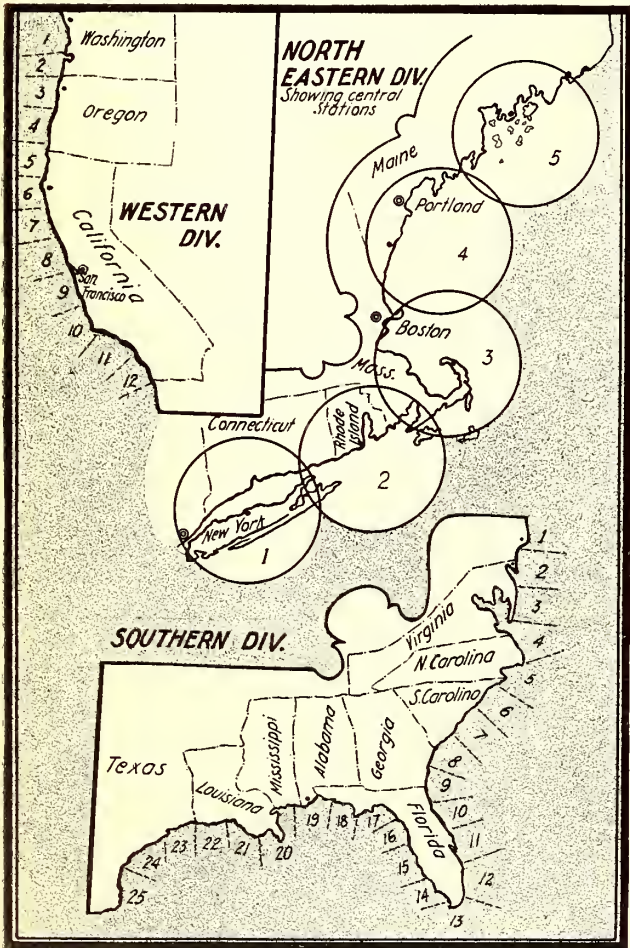 WESTERN
DIV.
Washington
Oregon
California
San
Francisco
1
2
3
4
5
6
7
8
9
10
11
12
NORTH
EASTERN DIV.
Showing central
Stations
Maine
Portland
Boston
Mass.
Connecticut
Rhode
Island
New York
5
4
3
2
1
SOUTHERN DIV.
Virginia
N.Carolina
S.Carolino
Georgia
Alabama
Mississippi
Louisiana
Texas
Florida
1
2
3
4
5
6
7
8
9
10
11
12
13
14
15
16
17
18
19
20
21
22
23
24
25